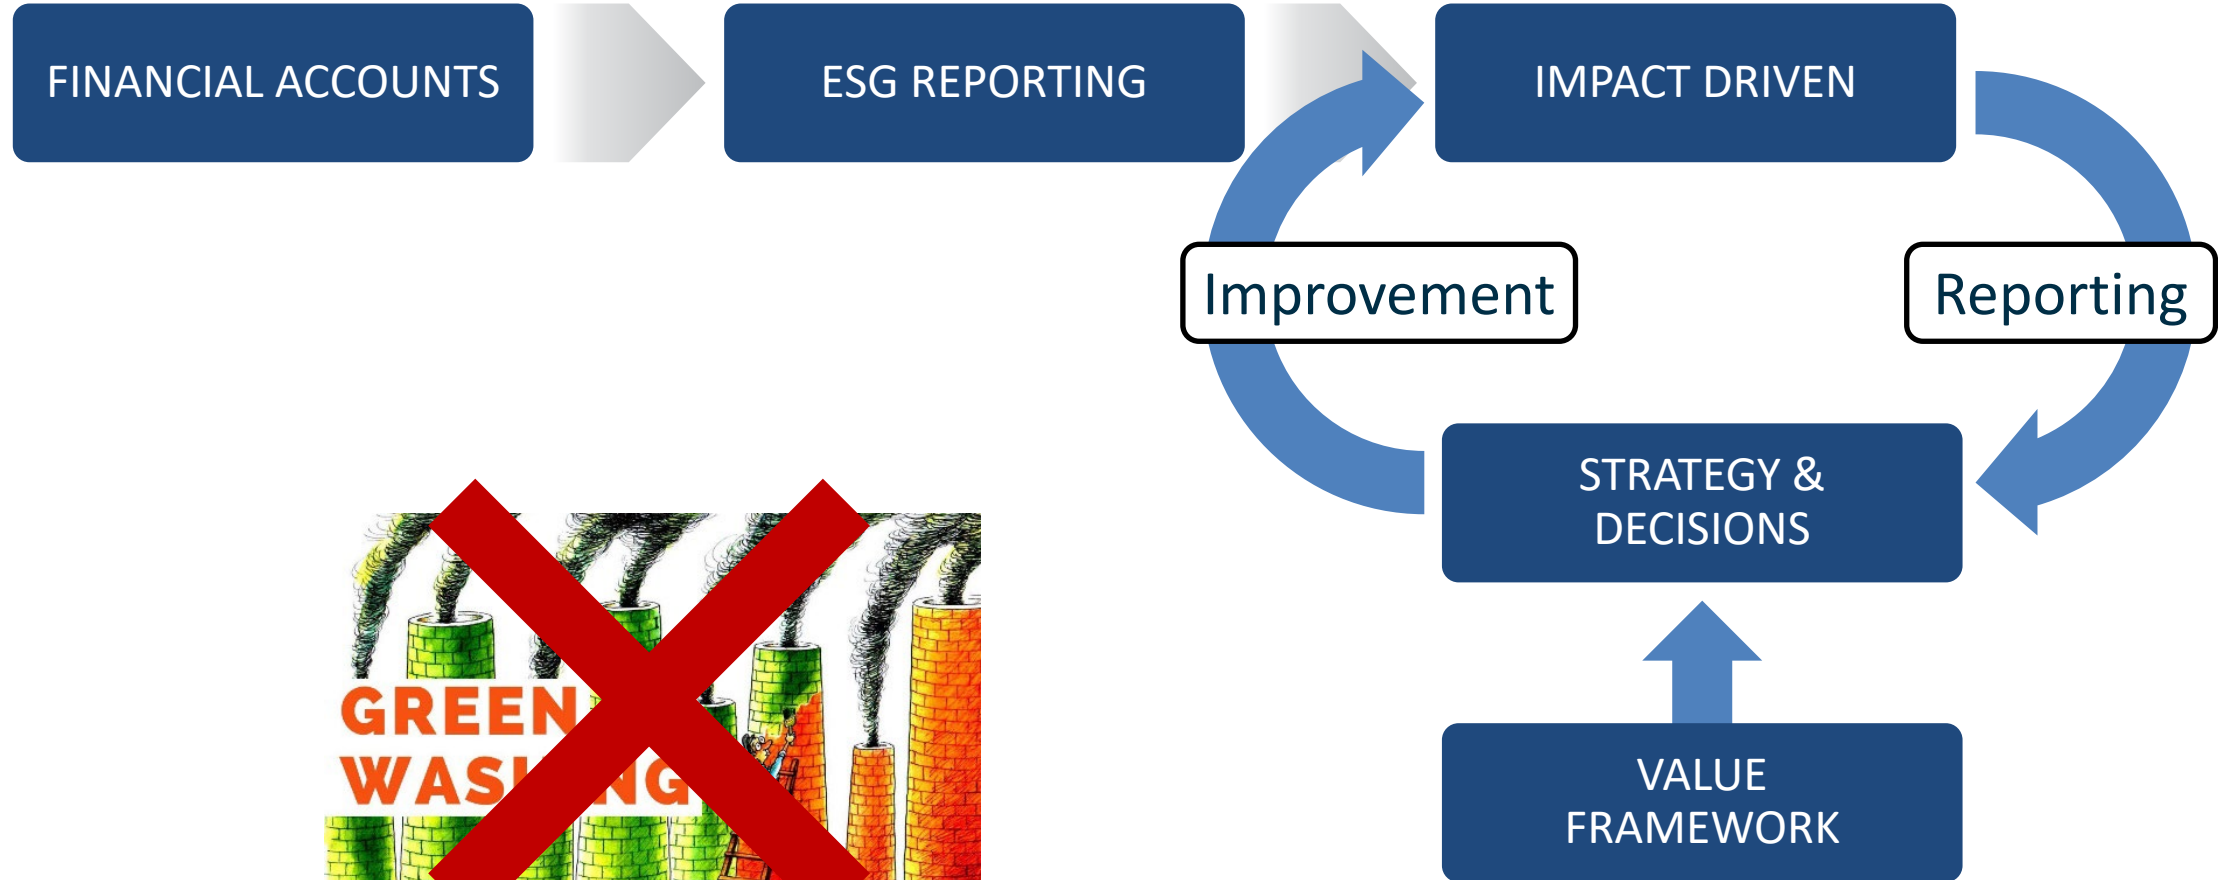 FINANCIAL ACCOUNTS
ESG REPORTING
IMPACT DRIVEN
Improvement
Reporting
STRATEGY &
DECISIONS
GREEN
VALUE
FRAMEWORK